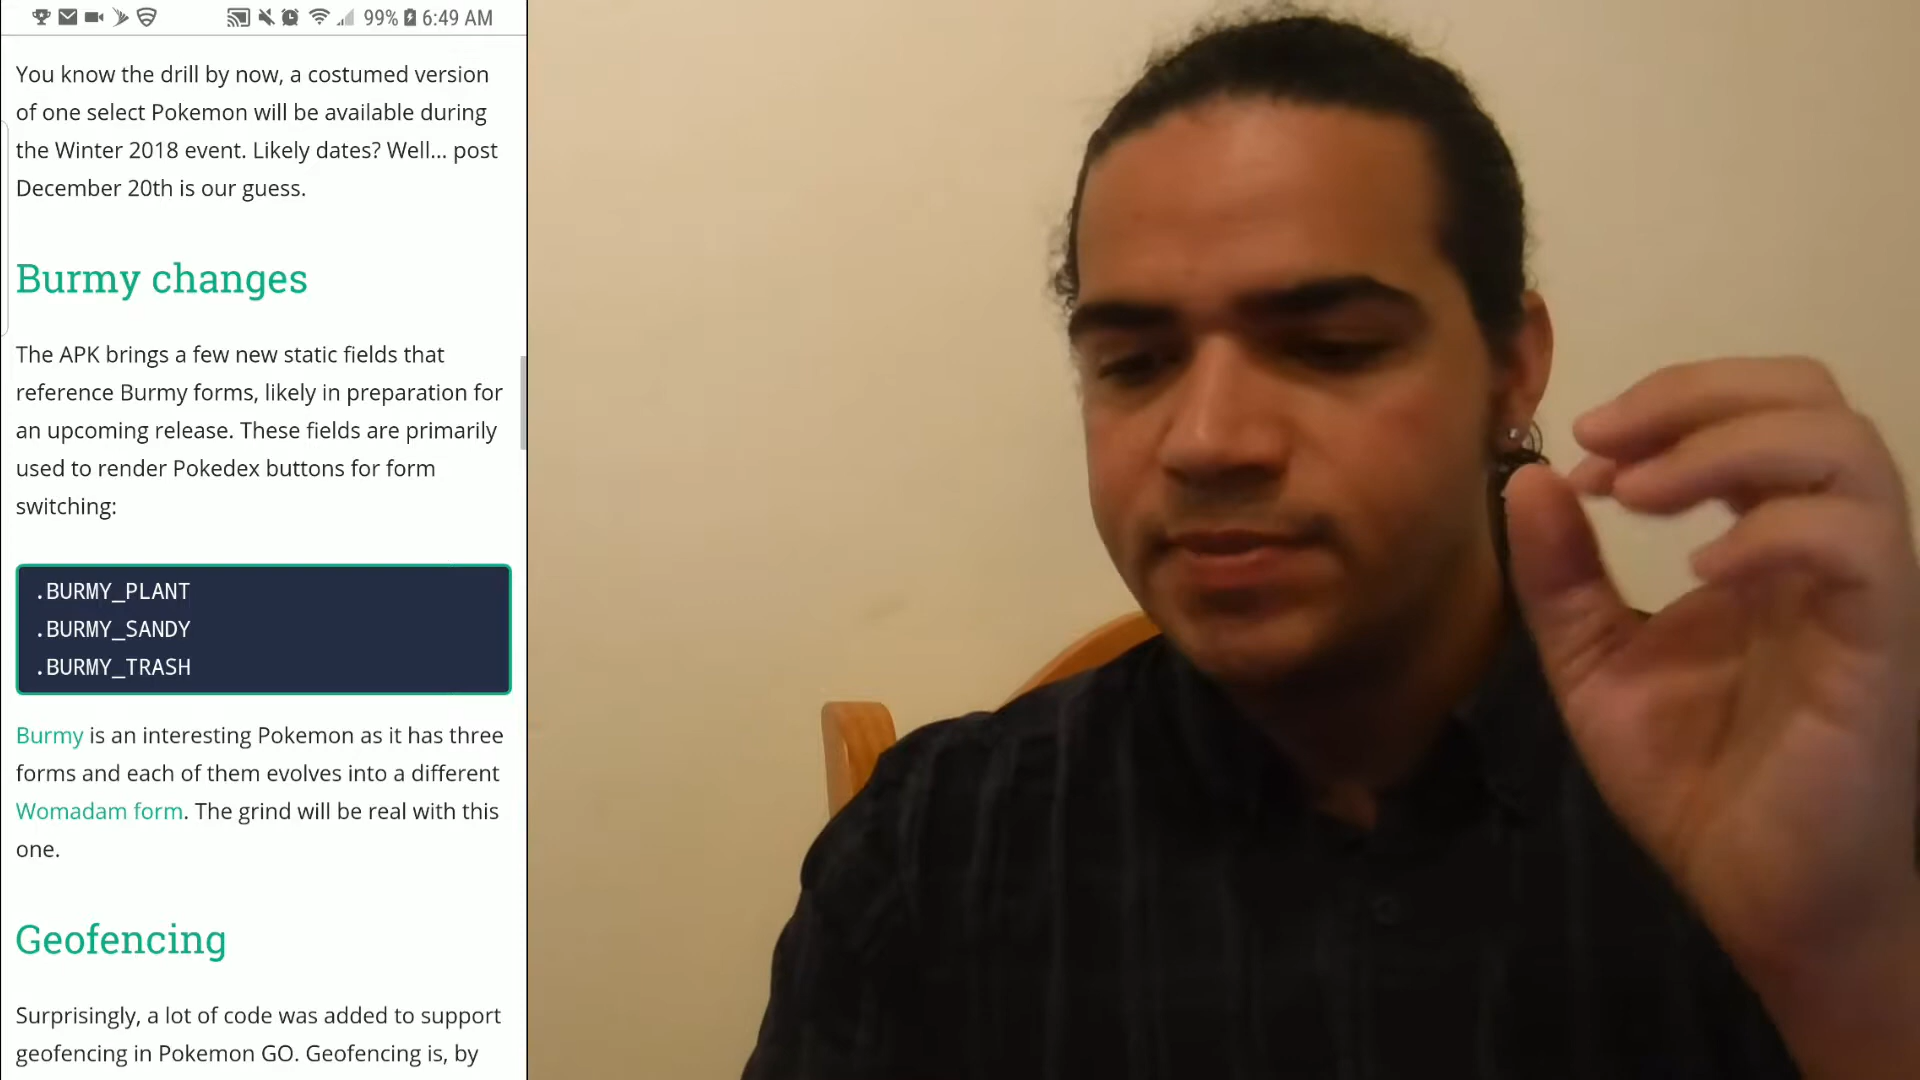 99% 6:49 AM
You know the drill by now, a costumed version
of one select Pokemon will be available during
the Winter 2018 event. Likely dates? Well... post
December 20th is our guess.
Burmy changes
The APK brings a few new static fields that
reference Burmy forms, likely in preparation for
an upcoming release. These fields are primarily
used to render Pokedex buttons for form
switching:
.BURMY_PLANT
.BURMY_SANDY
.BURMY_TRASH
Burmy is an interesting Pokemon as it has three
forms and each of them evolves into a different
Womadam form. The grind will be real with this
one.
Geofencing
Surprisingly, a lot of code was added to support
geofencing in Pokemon GO. Geofencing is, by